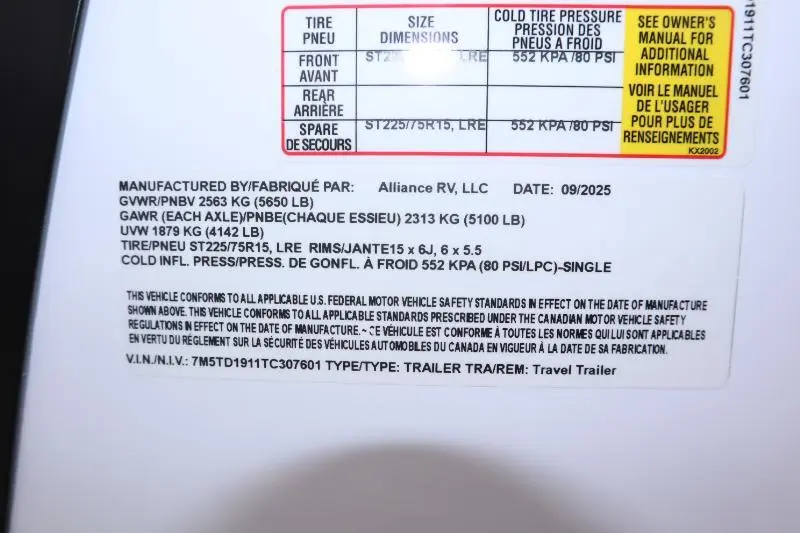 TIRE SIZE COLD TIRE PRESSURE
PNEU DIMENSIONS PRESSION DES
PNEUS A FROID
FRONT LRE 552 KPA /80 PSI
AVANT
REAR
ARRIÈRE
SPARE ST225/75R15, LRE 552 KPA /80 PSI
DE SECOURS
SEE OWNER'S
MANUAL FOR
ADDITIONAL
INFORMATION
VOIR LE MANUEL
DE L'USAGER
POUR PLUS DE
RENSEIGNEMENTS
KX2002
1911TC307601
MANUFACTURED BY/FABRIQUÉ PAR: Alliance RV, LLC DATE: 09/2025
GVWR/PNBV 2563 KG (5650 LB)
GAWR (EACH AXLE)/PNBE(CHAQUE ESSIEU) 2313 KG (5100 LB)
UVW 1879 KG (4142 LB)
TIRE/PNEU ST225/75R15, LRE RIMS/JANTE15 x 6J, 6 x 5.5
COLD INFL. PRESS/PRESS. DE GONFL. À FROID 552 KPA (80 PSI/LPC)-SINGLE
THIS VEHICLE CONFORMS TO ALL APPLICABLE U.S. FEDERAL MOTOR VEHICLE SAFETY STANDARDS IN EFFECT ON THE DATE OF MANUFACTURE
SHOWN ABOVE. THIS VEHICLE CONFORMS TO ALL APPLICABLE STANDARDS PRESCRIBED UNDER THE CANADIAN MOTOR VEHICLE SAFETY
REGULATIONS IN EFFECT ON THE DATE OF MANUFACTURE.~ CE VÉHICULE EST CONFORME À TOUTES LES NORMES QUI LUI SONT APPLICABLES
EN VERTU DU RÉGLEMENT SUR LA SÉCURITÉ DES VÉHICULES AUTOMOBILES DU CANADA EN VIGUEUR À LA DATE DE SA FABRICATION.
V.I.N./N.I.V.: 7M5TD1911TC307601 TYPE/TYPE: TRAILER TRA/REM: Travel Trailer